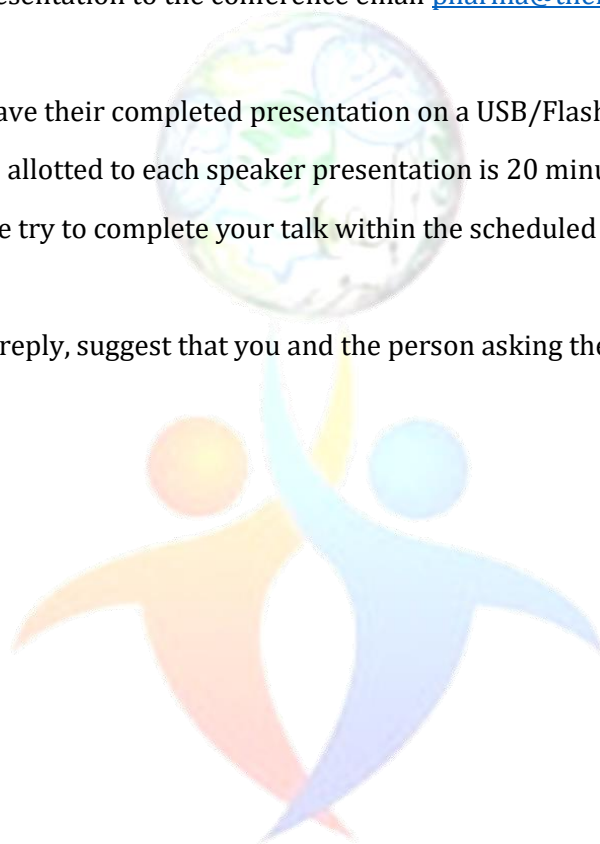 esentation to the conference email pharma@the
ave their completed presentation on a USB/Flash
allotted to each speaker presentation is 20 minu
e try to complete your talk within the scheduled
reply, suggest that you and the person asking the